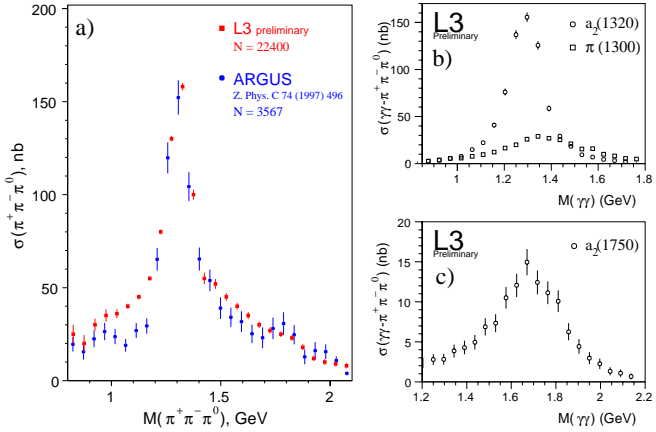 a)
L3 preliminary
N = 22400
ARGUS
Z. Phys. C 74 (1997) 496
N = 3567
200
150
100
50
0
σ(π⁺π⁻π⁰), nb
1
1.5
2
M(π⁺π⁻π⁰), GeV
L3
Preliminary
b)
a₂(1320)
π (1300)
150
100
50
0
σ(γγ-π⁺π⁻π⁰) (nb)
1
1.2
1.4
1.6
1.8
M(γγ) (GeV)
L3
Preliminary
c)
a₂(1750)
20
15
10
5
0
σ(γγ-π⁺π⁻π⁰) (nb)
1.2
1.4
1.6
1.8
2
2.2
M(γγ) (GeV)